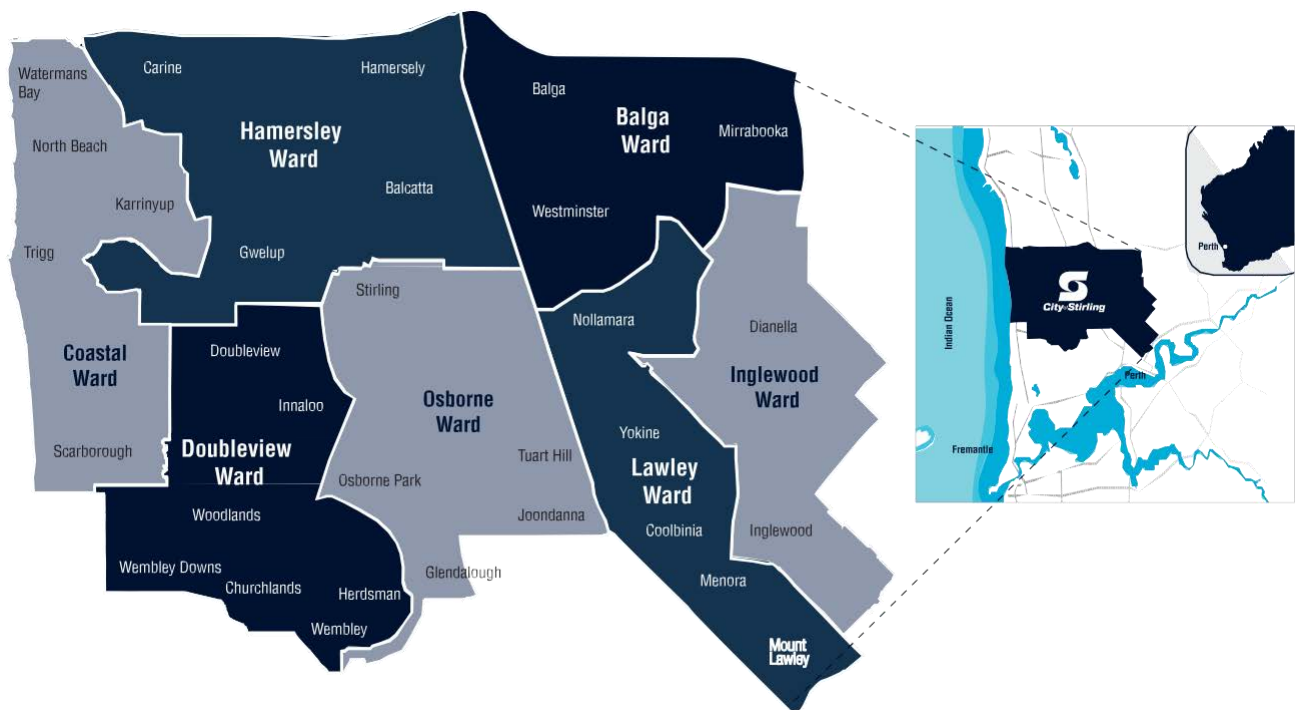 Watermans
Bay
North Beach
Karrinyup
Trigg
Coastal
Ward
Scarborough
Carine
Hamersely
Hamersley
Ward
Balcatta
Gwelup
Balga
Balga
Ward
Mirrabooka
Westminster
Doubleview
Innaloo
Doubleview
Ward
Woodlands
Wembley Downs
Churchlands
Herdsman
Wembley
Stirling
Osborne
Ward
Tuart Hill
Osborne Park
Joondanna
Glendalough
Nollamara
Yokine
Lawley
Ward
Coolbinia
Menora
Mount
Lawley
Dianella
Inglewood
Ward
Inglewood
Perth
City of Stirling
Indian Ocean
Perth
Fremantle